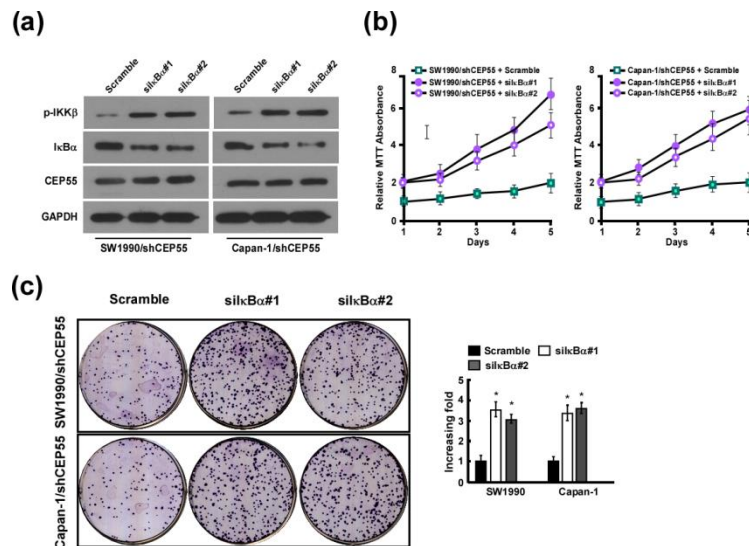 (a)
Scramble
siIκBα#1
siIκBα#2
Scramble
siIκBα#1
siIκBα#2
p-IKKβ
IκBα
CEP55
GAPDH
SW1990/shCEP55
Capan-1/shCEP55
(b)
SW1990/shCEP55 + Scramble
SW1990/shCEP55 + siIκBα#1
SW1990/shCEP55 + siIκBα#2
Relative MTT Absorbance
8
6
4
2
0
1 2 3 4 5
Days
Capan-1/shCEP55 + Scramble
Capan-1/shCEP55 + siIκBα#1
Capan-1/shCEP55 + siIκBα#2
Relative MTT Absorbance
8
6
4
2
0
1 2 3 4 5
Days
(c)
Scramble
siIκBα#1
siIκBα#2
SW1990/shCEP55
Capan-1/shCEP55
Scramble
siIκBα#1
siIκBα#2
Increasing fold
5
4
3
2
1
0
* * * *
SW1990
Capan-1